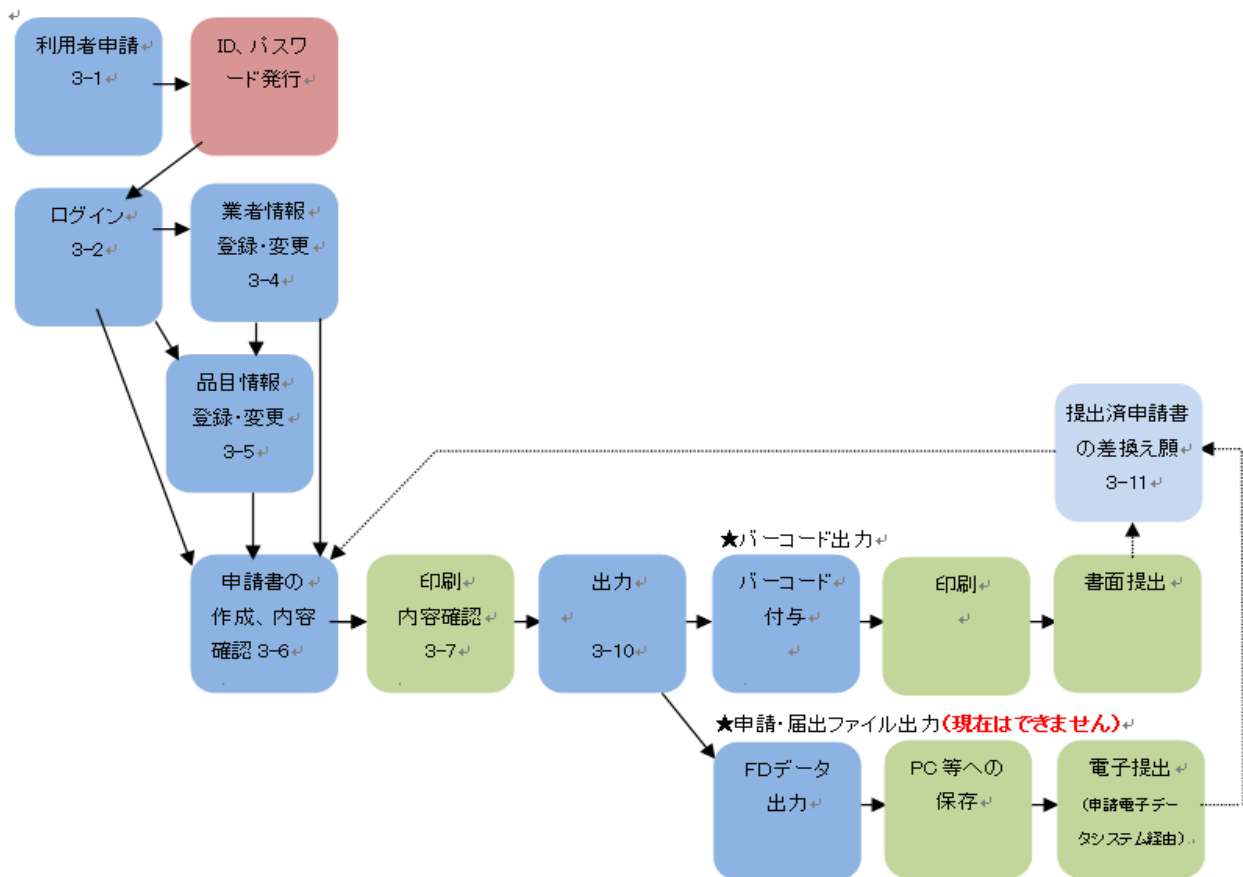 利用者申請
3-1
ID、パスワ
ード発行
ログイン
3-2
業者情報
登録・変更
3-4
品目情報
登録・変更
3-5
提出済申請書
の差換え願
3-11
申請書の
作成、内容
確認 3-6
印刷
内容確認
3-7
出力
3-10
★バーコード出力
バーコード
付与
印刷
書面提出
★申請・届出ファイル出力(現在はできません)
FDデータ
出力
PC 等への
保存
電子提出
(申請電子デー
タシステム経由)